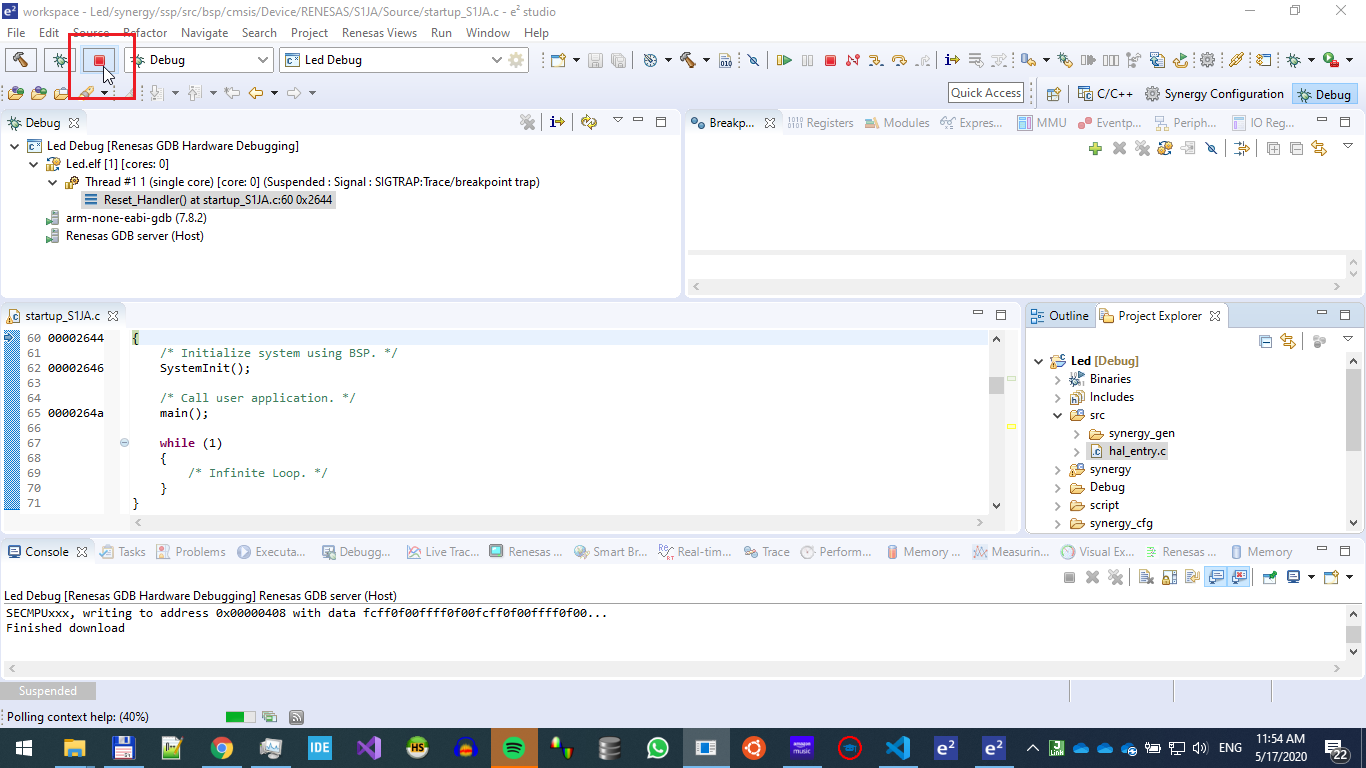 workspace - Led/synergy/ssp/src/bsp/cmsis/Device/RENESAS/S1JA/Source/startup_S1JA.c - e² studio
File Edit Source Refactor Navigate Search Project Renesas Views Run Window Help
Debug Led Debug
Quick Access C/C++ Synergy Configuration Debug
Debug
Led Debug [Renesas GDB Hardware Debugging]
Led.elf [1] [cores: 0]
Thread #1 1 (single core) [core: 0] (Suspended : Signal : SIGTRAP:Trace/breakpoint trap)
Reset_Handler() at startup_S1JA.c:60 0x2644
arm-none-eabi-gdb (7.8.2)
Renesas GDB server (Host)
Breakp... Registers Modules Expres... MMU Eventp... Periph... IO Reg...
startup_S1JA.c
60 00002644 {
61 /* Initialize system using BSP. */
62 00002646 SystemInit();
63
64 /* Call user application. */
65 0000264a main();
66
67 while (1)
68 {
69 /* Infinite Loop. */
70 }
71 }
Outline Project Explorer
Led [Debug]
Binaries
Includes
src
synergy_gen
hal_entry.c
synergy
Debug
script
synergy_cfg
Console Tasks Problems Executa... Debugg... Live Trac... Renesas ... Smart Br... Real-tim... Trace Perform... Memory ... Measurin... Visual Ex... Renesas ... Memory
Led Debug [Renesas GDB Hardware Debugging] Renesas GDB server (Host)
SECMPUxxx, writing to address 0x00000408 with data fcff0f00ffff0f00fcff0f00ffff0f00...
Finished download
Suspended
Polling context help: (40%)
IDE HS amazon music e² e² ENG
11:54 AM
5/17/2020
22